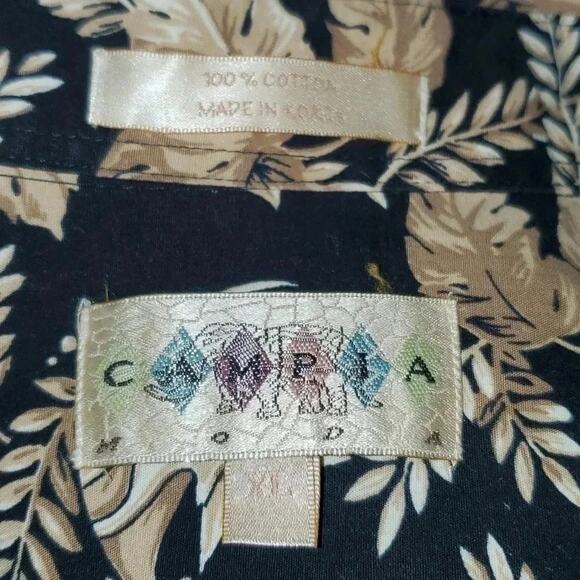 100 % COTTON
MADE IN KOREA
CAMPIA
MODA
XL